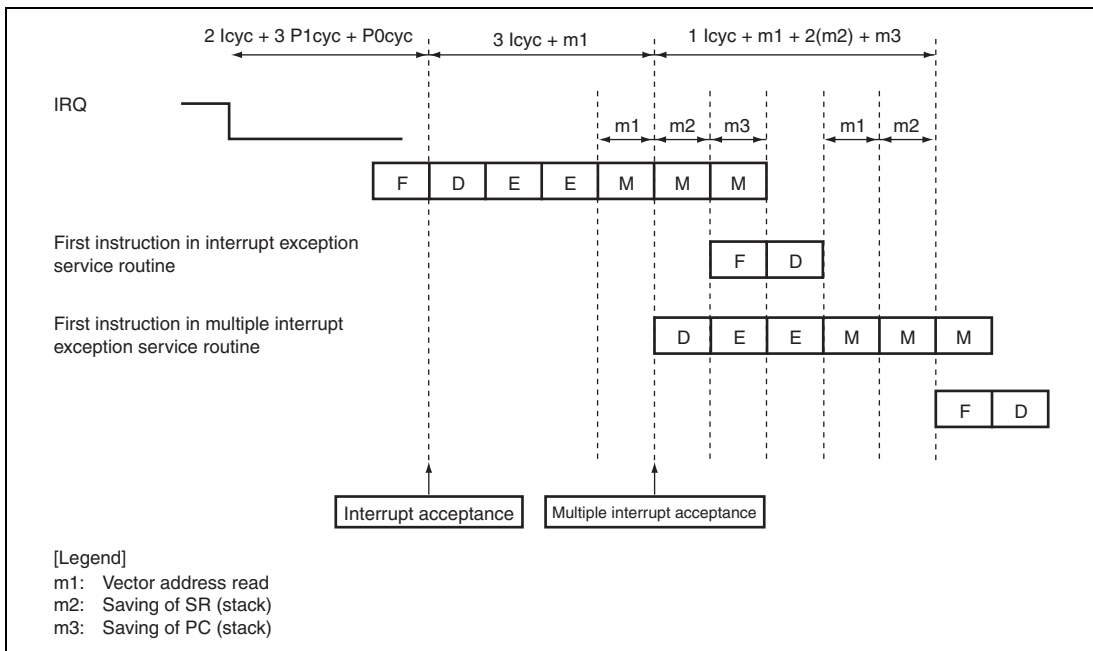 2 Icyc + 3 P1cyc + P0cyc
3 Icyc + m1
1 Icyc + m1 + 2(m2) + m3
IRQ
m1
m2
m3
m1
m2
F D E E M M M
First instruction in interrupt exception
service routine
F D
First instruction in multiple interrupt
exception service routine
D E E M M M
F D
Interrupt acceptance
Multiple interrupt acceptance
[Legend]
m1: Vector address read
m2: Saving of SR (stack)
m3: Saving of PC (stack)